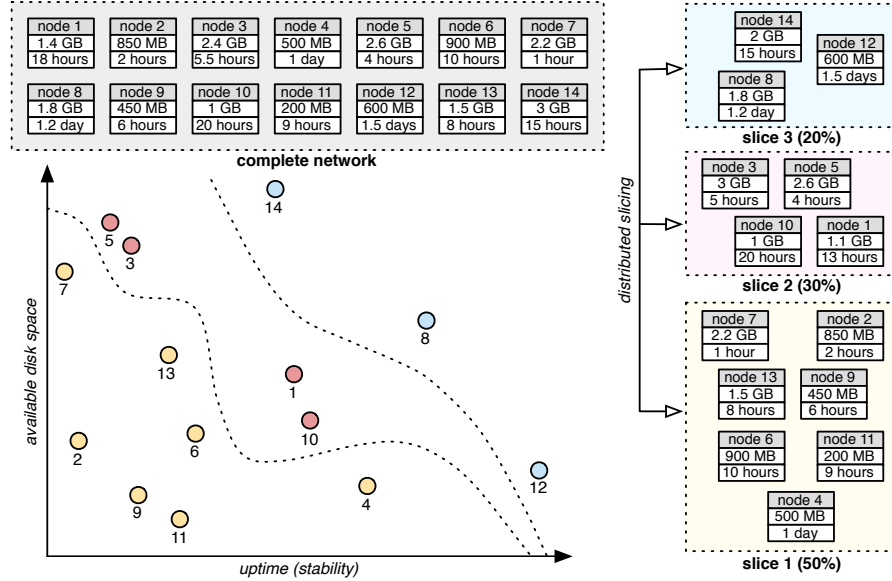 node 1
1.4 GB
18 hours
node 2
850 MB
2 hours
node 3
2.4 GB
5.5 hours
node 4
500 MB
1 day
node 5
2.6 GB
4 hours
node 6
900 MB
10 hours
node 7
2.2 GB
1 hour
node 8
1.8 GB
1.2 day
node 9
450 MB
6 hours
node 10
1 GB
20 hours
node 11
200 MB
9 hours
node 12
600 MB
1.5 days
node 13
1.5 GB
8 hours
node 14
3 GB
15 hours
complete network
available disk space
14
5
3
7
8
13
1
10
2
6
12
4
9
11
uptime (stability)
distributed slicing
node 14
2 GB
15 hours
node 12
600 MB
1.5 days
node 8
1.8 GB
1.2 day
slice 3 (20%)
node 3
3 GB
5 hours
node 5
2.6 GB
4 hours
node 10
1 GB
20 hours
node 1
1.1 GB
13 hours
slice 2 (30%)
node 7
2.2 GB
1 hour
node 2
850 MB
2 hours
node 13
1.5 GB
8 hours
node 9
450 MB
6 hours
node 6
900 MB
10 hours
node 11
200 MB
9 hours
node 4
500 MB
1 day
slice 1 (50%)